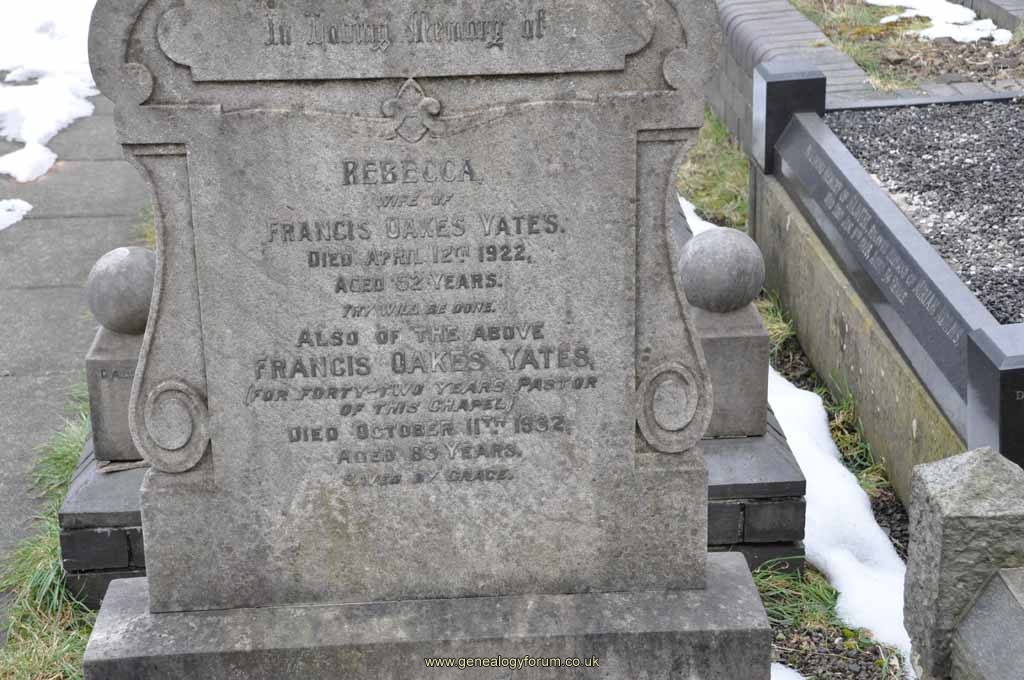 In Loving Memory of
REBECCA,
WIFE OF
FRANCIS OAKES YATES.
DIED APRIL 12TH 1922,
AGED 52 YEARS.
THY WILL BE DONE.
ALSO OF THE ABOVE
FRANCIS OAKES YATES,
(FOR FORTY-TWO YEARS PASTOR
OF THIS CHAPEL)
DIED OCTOBER 11TH 1932,
AGED 83 YEARS.
SAVED BY GRACE.
www.genealogyforum.co.uk